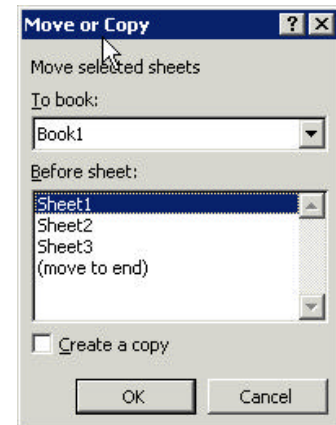 Move or Copy
Move selected sheets
To book:
Book1
Before sheet:
Sheet1
Sheet2
Sheet3
(move to end)
Create a copy
OK
Cancel